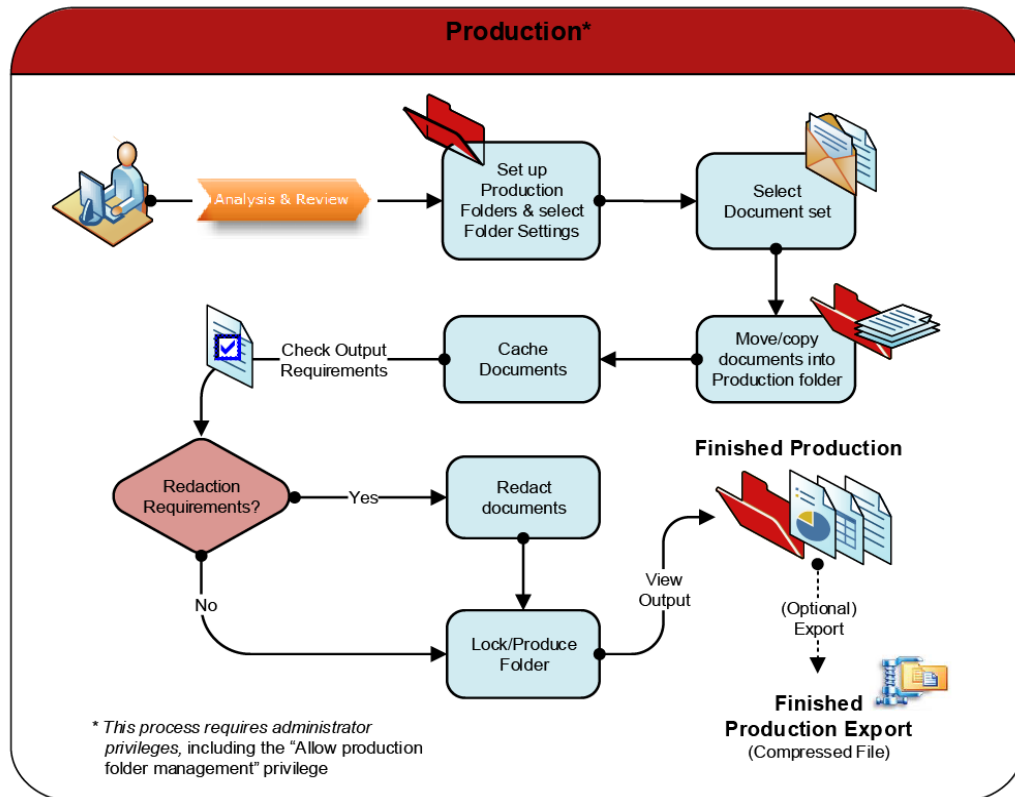 Production*
Analysis & Review
Set up
Production
Folders & select
Folder Settings
Select
Document set
Move/copy
documents into
Production folder
Cache
Documents
Check Output
Requirements
Redaction
Requirements?
Yes
Redact
documents
No
Lock/Produce
Folder
View
Output
Finished Production
(Optional)
Export
Finished
Production Export
(Compressed File)
* This process requires administrator
privileges, including the “Allow production
folder management” privilege